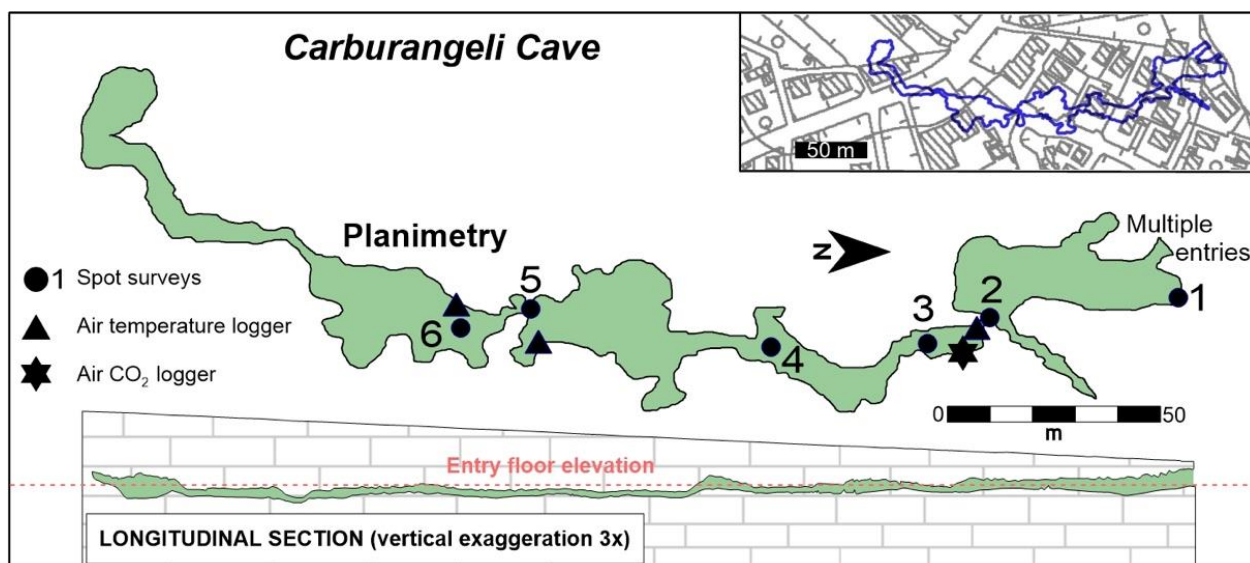 Carburangeli Cave
50 m
Planimetry
N
Multiple
entries
1 Spot surveys
Air temperature logger
Air CO₂ logger
5
6
4
3
2
1
0 50
m
Entry floor elevation
LONGITUDINAL SECTION (vertical exaggeration 3x)